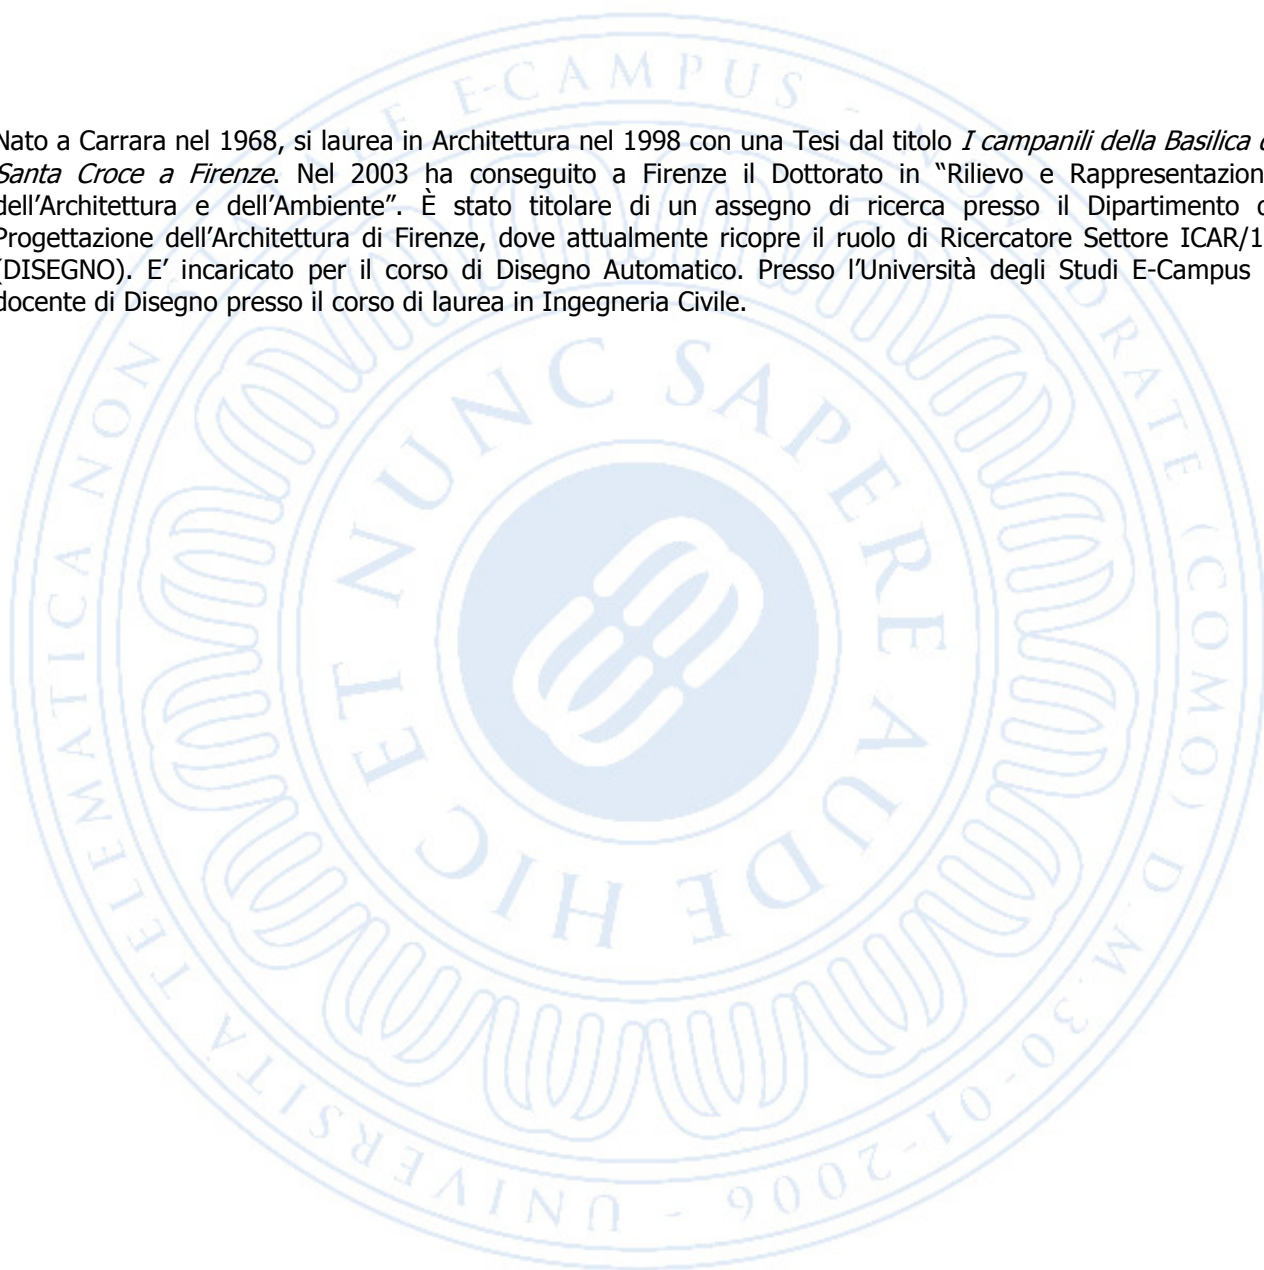 Nato a Carrara nel 1968, si laurea in Architettura nel 1998 con una Tesi dal titolo I campanili della Basilica
Santa Croce a Firenze. Nel 2003 ha conseguito a Firenze il Dottorato in “Rilievo e Rappresentazion
dell’Architettura e dell’Ambiente”. È stato titolare di un assegno di ricerca presso il Dipartimento
Progettazione dell’Architettura di Firenze, dove attualmente ricopre il ruolo di Ricercatore Settore ICAR/1
(DISEGNO). E’ incaricato per il corso di Disegno Automatico. Presso l’Università degli Studi E-Campus
docente di Disegno presso il corso di laurea in Ingegneria Civile.
UNIVERSITÀ TELEMATICA NON E-CAMPUS - DRATE (COMO) D.M.30-01-2006 -
HIC ET NUNC SAPERE AUDE